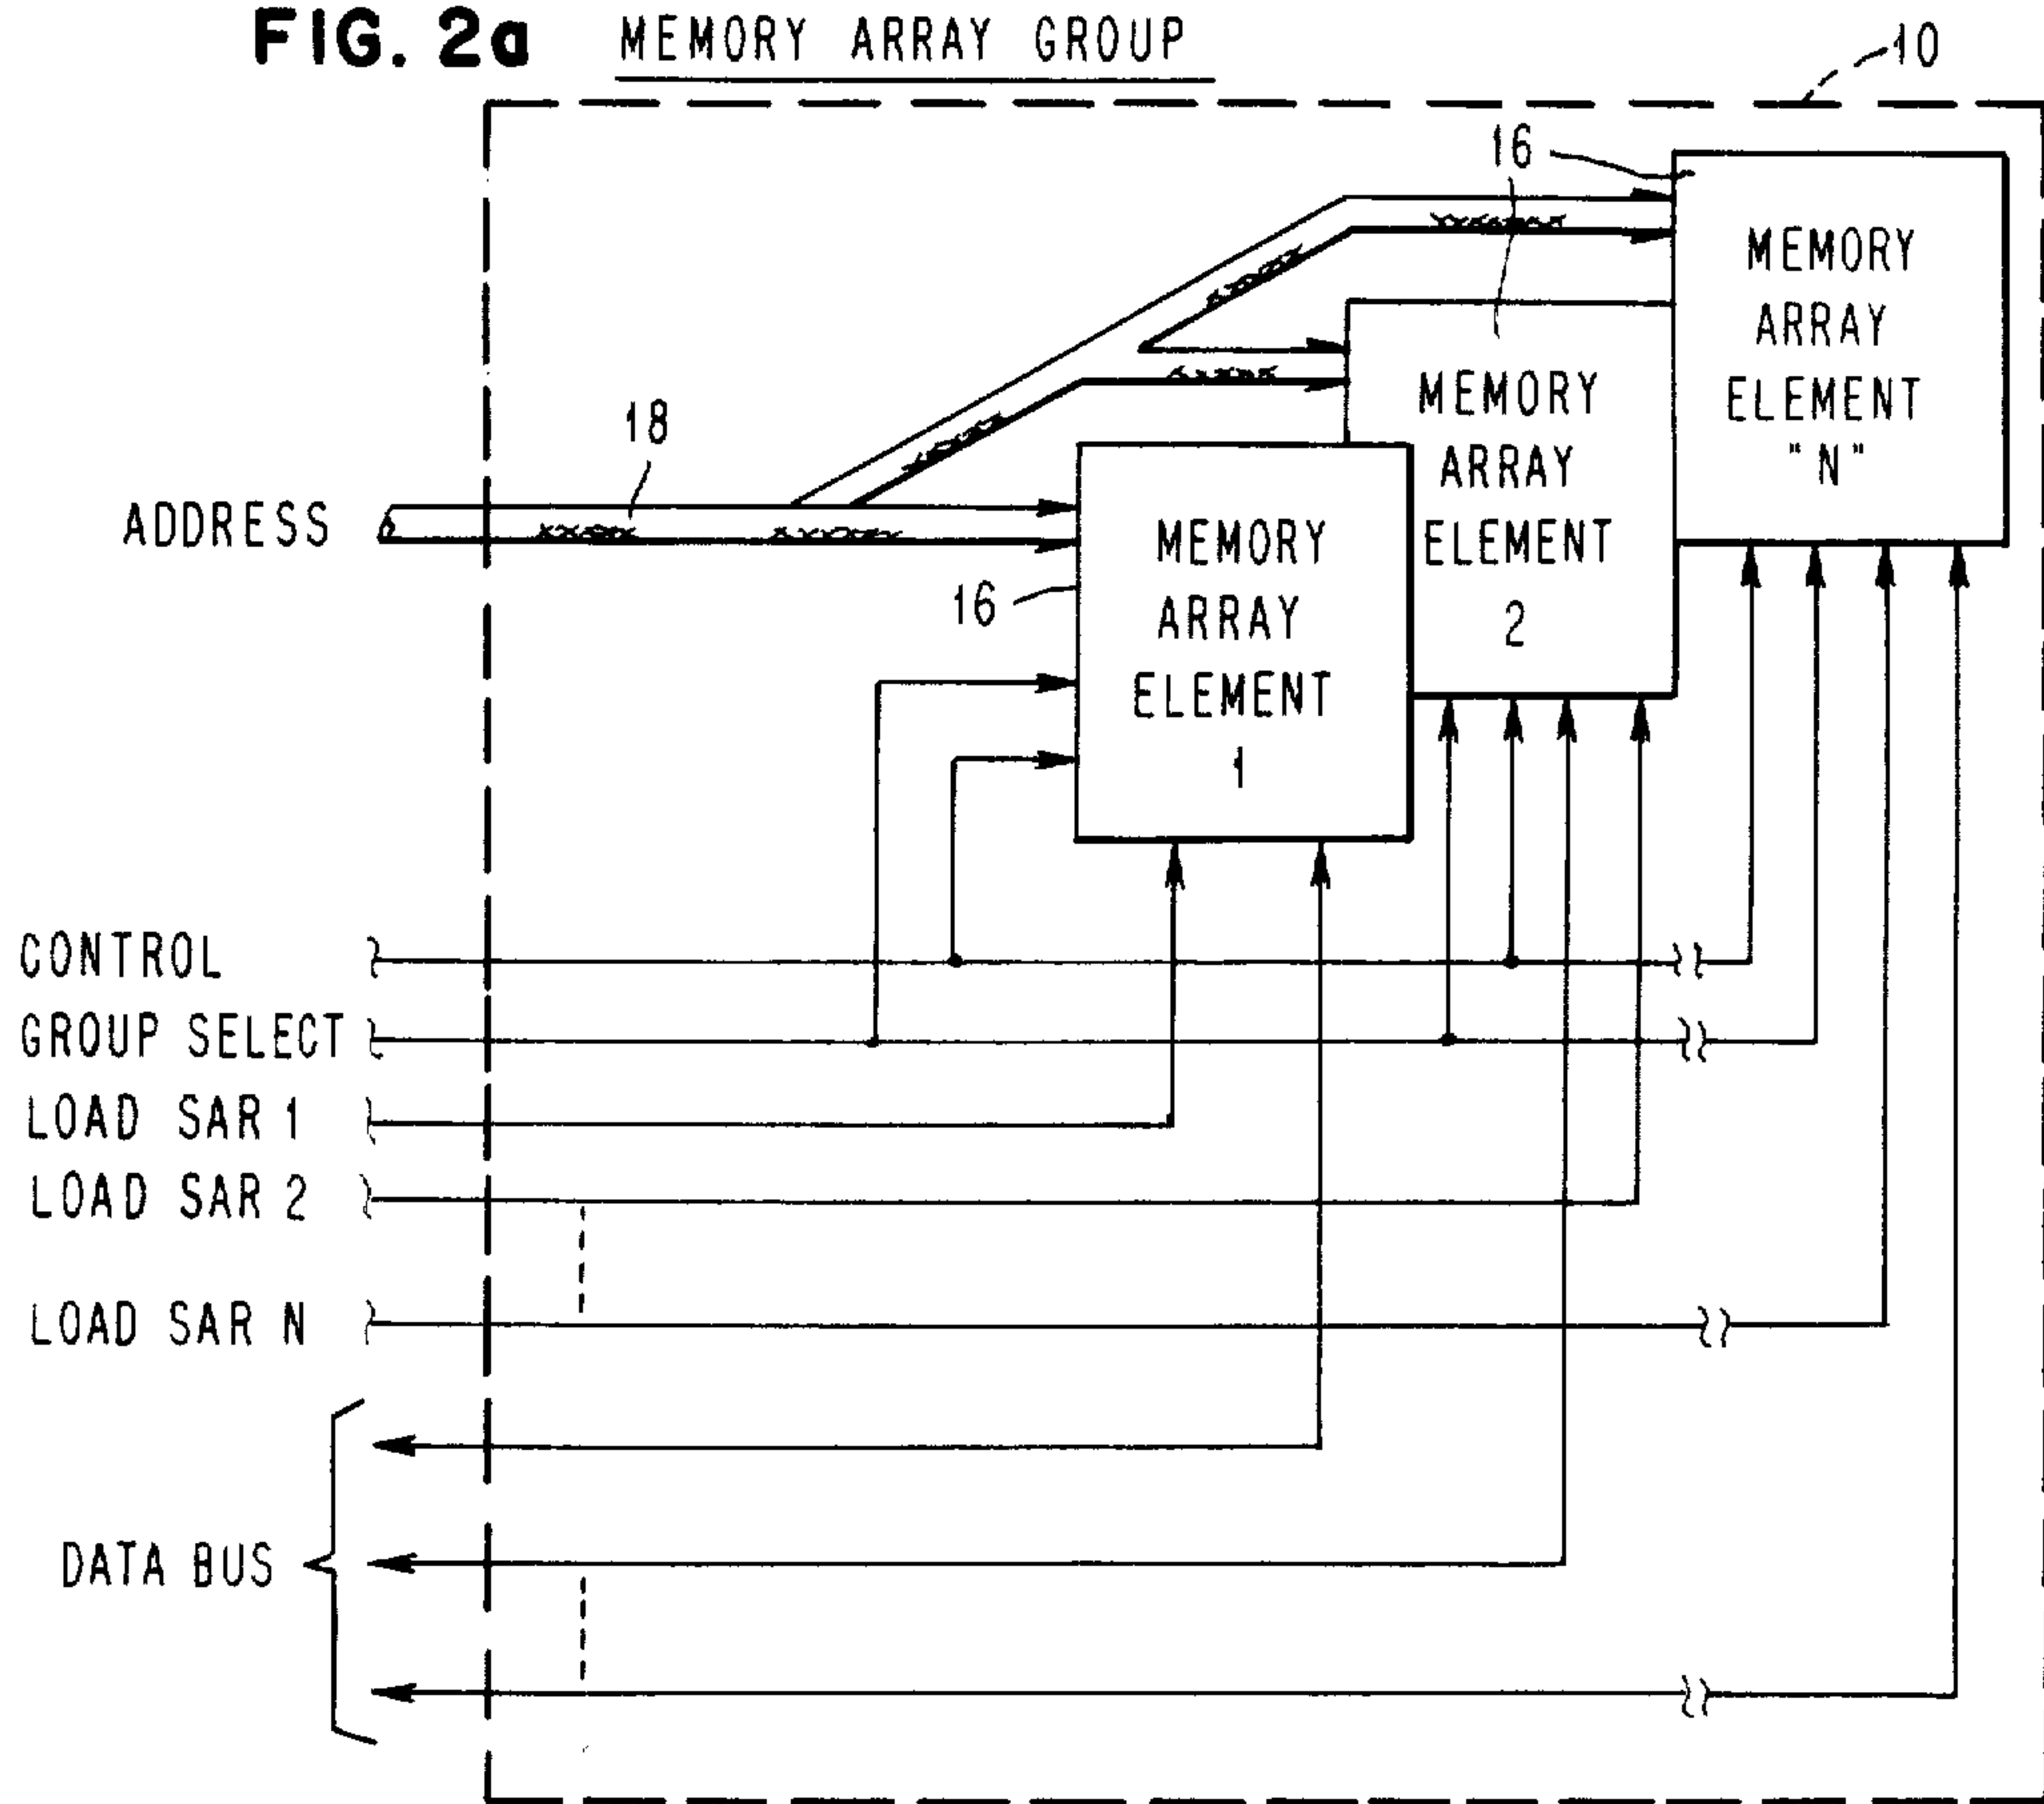 FIG. 2a MEMORY ARRAY GROUP
10
16
16
MEMORY
ARRAY
ELEMENT
"N"
MEMORY
ARRAY
ELEMENT
2
18
ADDRESS
16
MEMORY
ARRAY
ELEMENT
1
CONTROL
GROUP SELECT
LOAD SAR 1
LOAD SAR 2
LOAD SAR N
DATA BUS